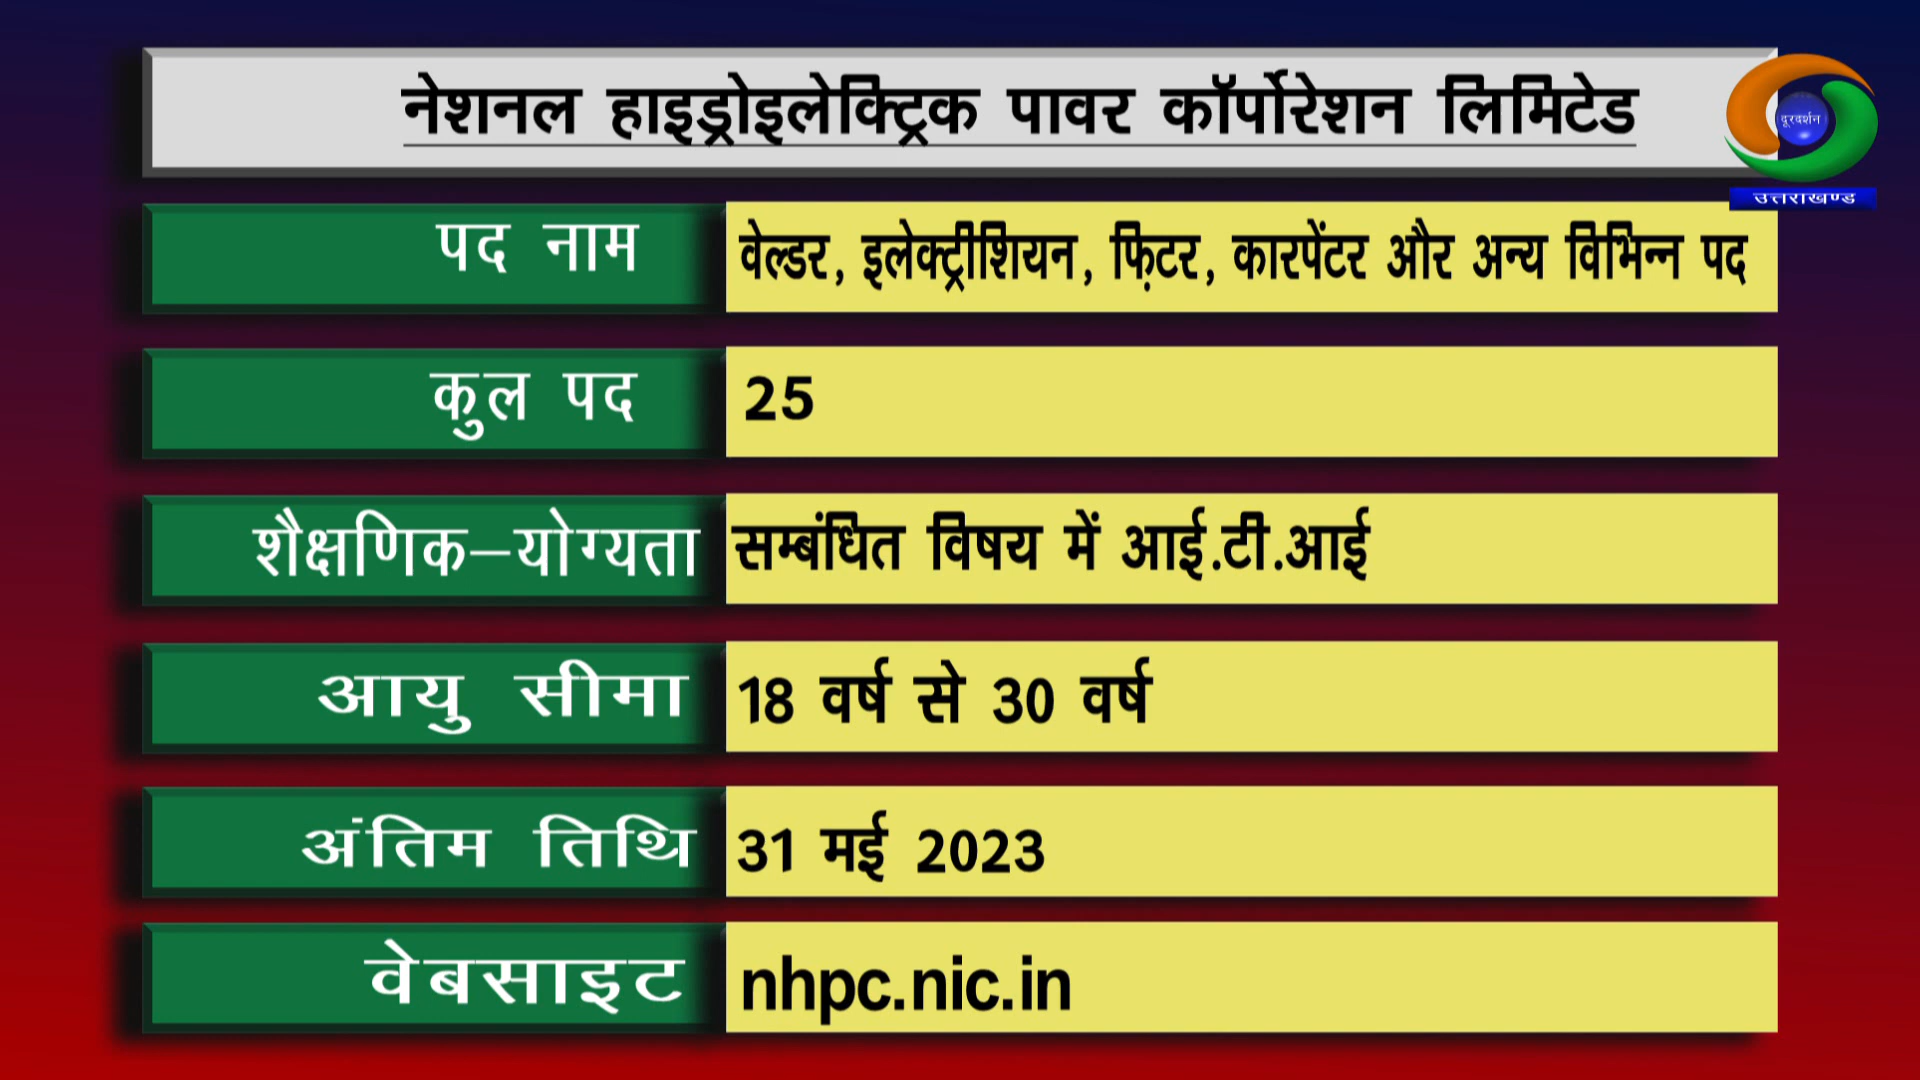 नेशनल हाइड्रोइलेक्ट्रिक पावर कॉर्पोरेशन लिमिटेड
दूरदर्शन
उत्तराखण्ड
पद नाम वेल्डर, इलेक्ट्रीशियन, फ़िटर, कारपेंटर और अन्य विभिन्न पद
कुल पद 25
शैक्षणिक-योग्यता सम्बंधित विषय में आई.टी.आई
आयु सीमा 18 वर्ष से 30 वर्ष
अंतिम तिथि 31 मई 2023
वेबसाइट nhpc.nic.in